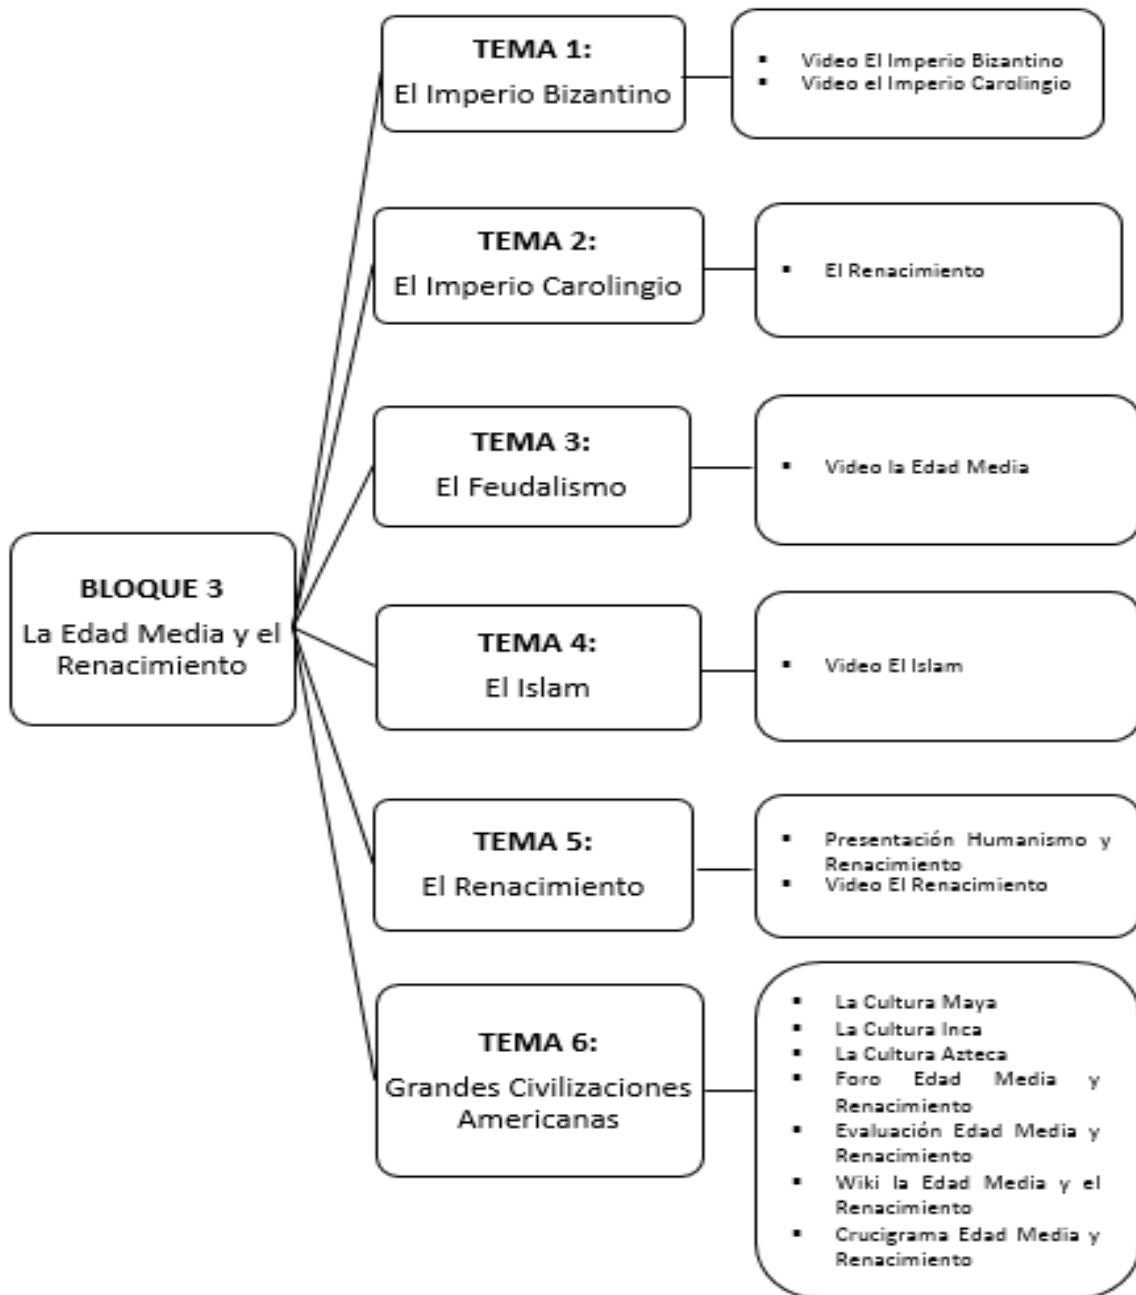 TEMA 1:
El Imperio Bizantino
▪ Video El Imperio Bizantino
▪ Video el Imperio Carolingio
TEMA 2:
El Imperio Carolingio
▪ El Renacimiento
TEMA 3:
El Feudalismo
▪ Video la Edad Media
BLOQUE 3
La Edad Media y el
Renacimiento
TEMA 4:
El Islam
▪ Video El Islam
TEMA 5:
El Renacimiento
▪ Presentación Humanismo y
Renacimiento
▪ Video El Renacimiento
TEMA 6:
Grandes Civilizaciones
Americanas
▪ La Cultura Maya
▪ La Cultura Inca
▪ La Cultura Azteca
▪ Foro Edad Media y
Renacimiento
▪ Evaluación Edad Media y
Renacimiento
▪ Wiki la Edad Media y el
Renacimiento
▪ Crucigrama Edad Media y
Renacimiento